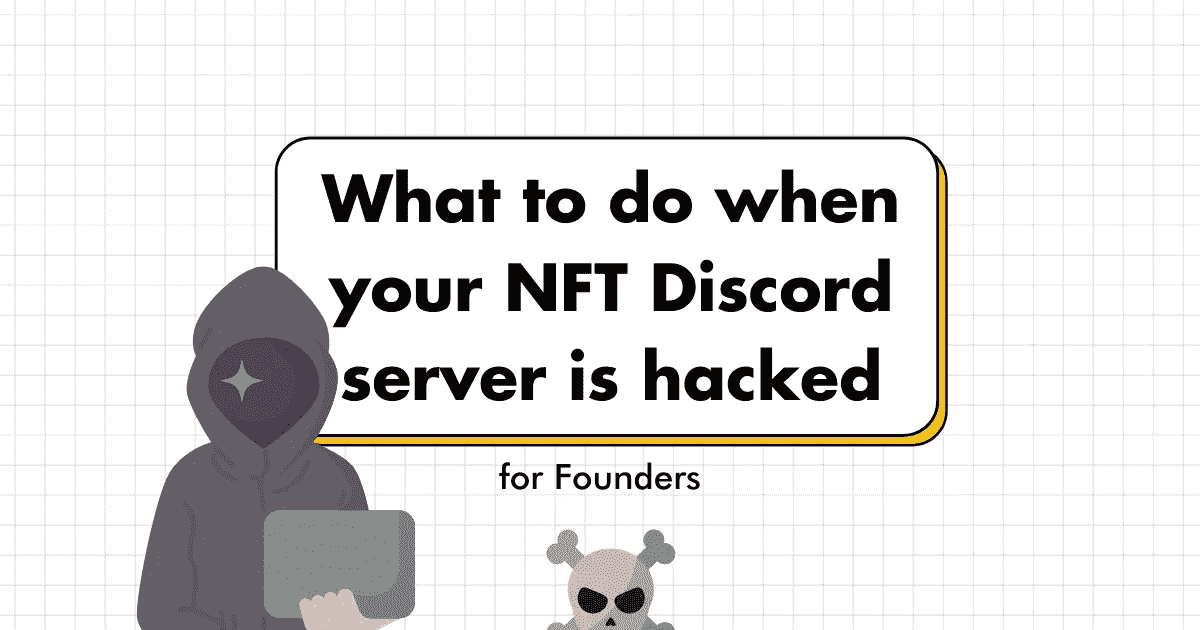 What to do when
your NFT Discord
server is hacked
for Founders